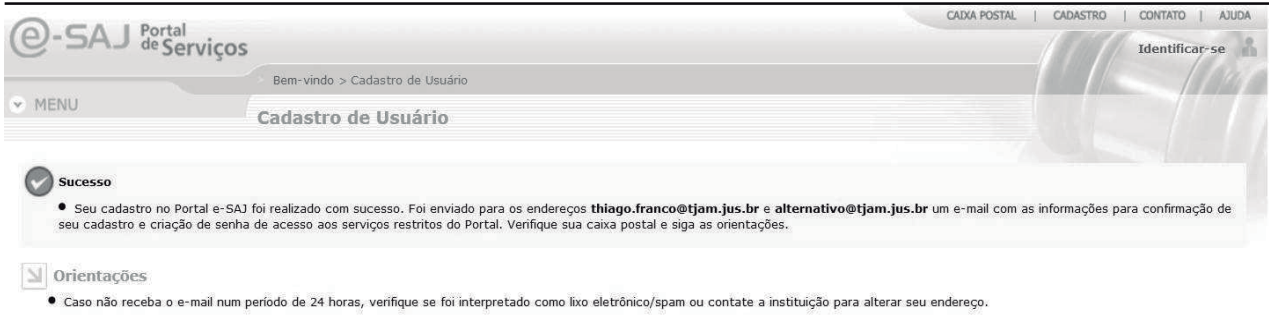 CAIXA POSTAL | CADASTRO | CONTATO | AJUDA
e-SAJ Portal de Serviços
Identificar-se
> Bem-vindo > Cadastro de Usuário
MENU
Cadastro de Usuário
Sucesso
• Seu cadastro no Portal e-SAJ foi realizado com sucesso. Foi enviado para os endereços thiago.franco@tjam.jus.br e alternativo@tjam.jus.br um e-mail com as informações para confirmação de
seu cadastro e criação de senha de acesso aos serviços restritos do Portal. Verifique sua caixa postal e siga as orientações.
Orientações
• Caso não receba o e-mail num período de 24 horas, verifique se foi interpretado como lixo eletrônico/spam ou contate a instituição para alterar seu endereço.